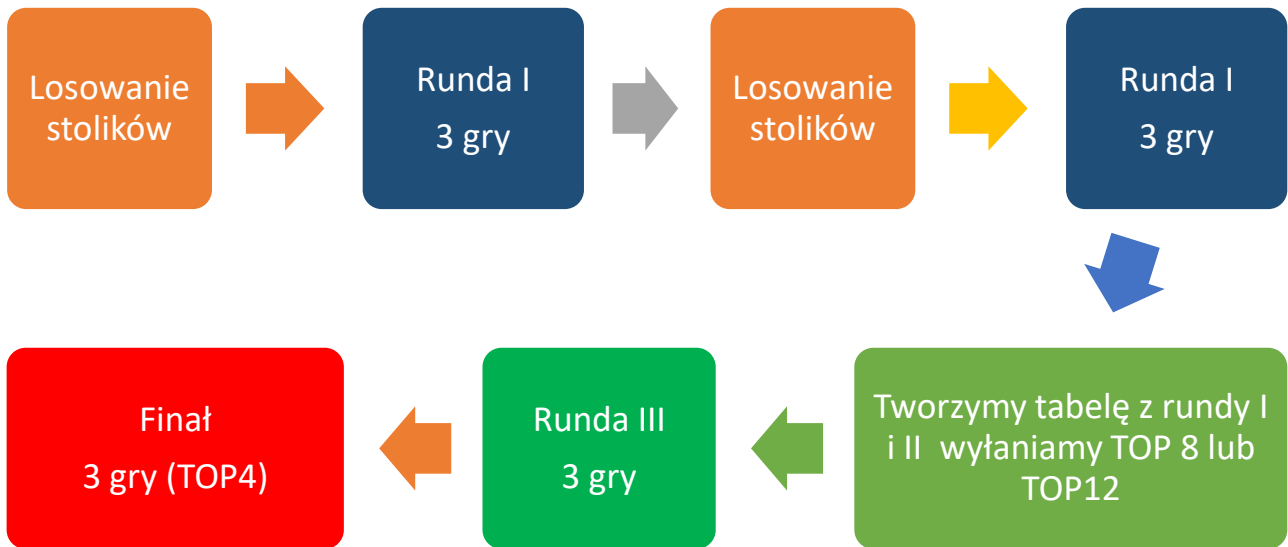 Losowanie
stolików
Runda I
3 gry
Losowanie
stolików
Runda I
3 gry
Tworzymy tabelę z rundy I
i II  wyłaniamy TOP 8 lub
TOP12
Runda III
3 gry
Finał
3 gry (TOP4)